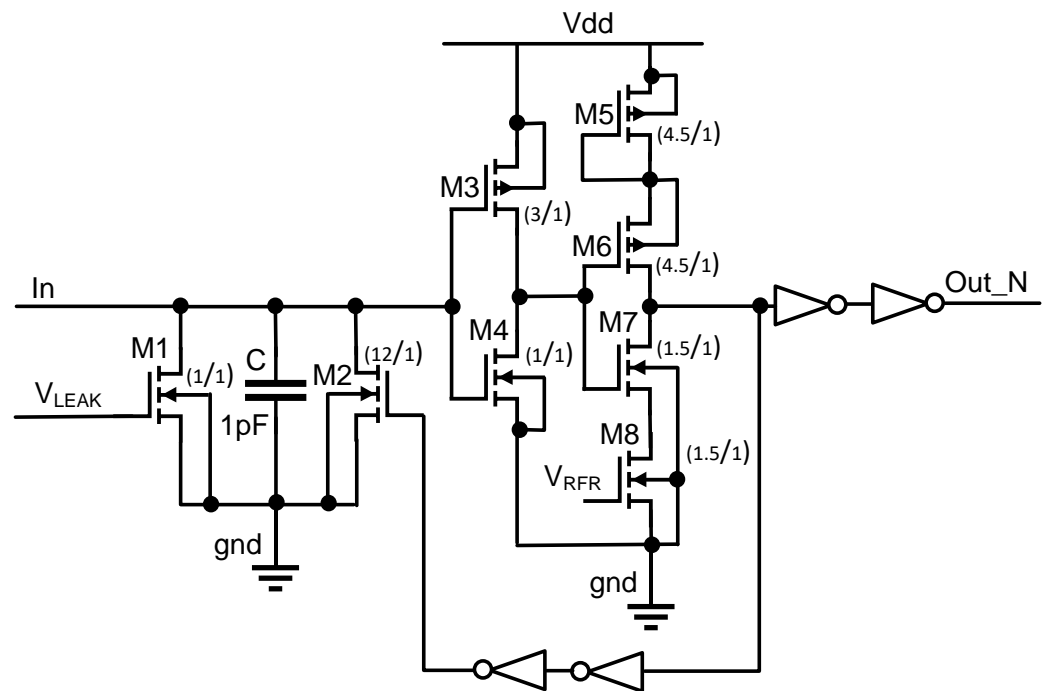 Vdd
M5
(4.5/1)
M3
(3/1)
M6
(4.5/1)
In
Out_N
M1
(1/1)
C
1pF
M2
(12/1)
M4
(1/1)
M7
(1.5/1)
V_LEAK
M8
(1.5/1)
V_RFR
gnd
gnd